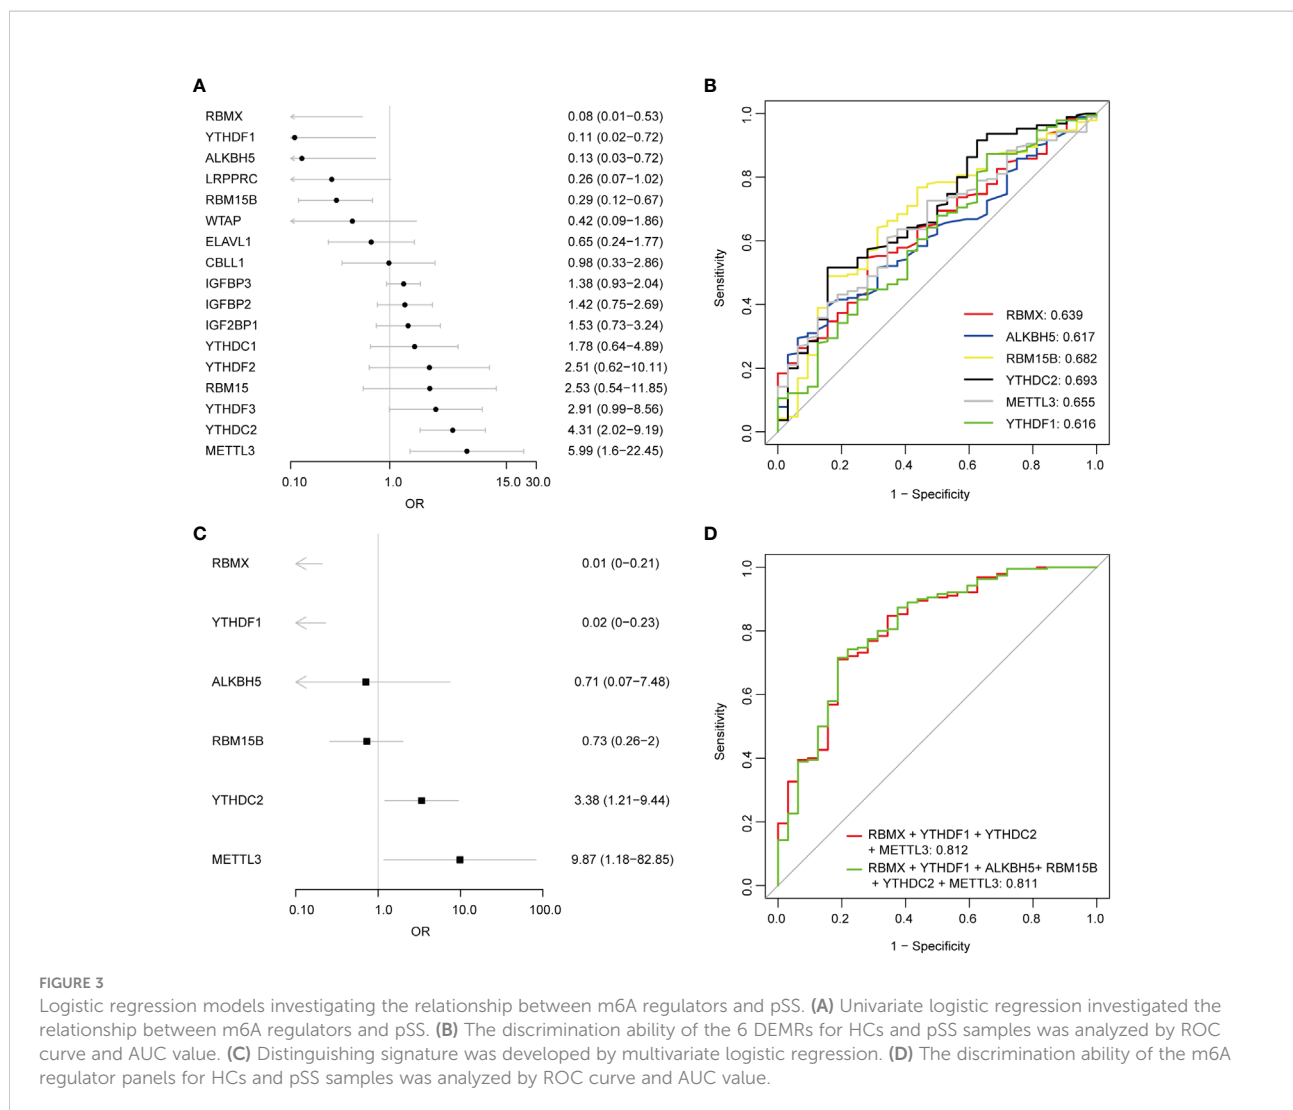 A
RBMX 0.08 (0.01−0.53)
YTHDF1 0.11 (0.02−0.72)
ALKBH5 0.13 (0.03−0.72)
LRPPRC 0.26 (0.07−1.02)
RBM15B 0.29 (0.12−0.67)
WTAP 0.42 (0.09−1.86)
ELAVL1 0.65 (0.24−1.77)
CBLL1 0.98 (0.33−2.86)
IGFBP3 1.38 (0.93−2.04)
IGFBP2 1.42 (0.75−2.69)
IGF2BP1 1.53 (0.73−3.24)
YTHDC1 1.78 (0.64−4.89)
YTHDF2 2.51 (0.62−10.11)
RBM15 2.53 (0.54−11.85)
YTHDF3 2.91 (0.99−8.56)
YTHDC2 4.31 (2.02−9.19)
METTL3 5.99 (1.6−22.45)
0.10 1.0 15.0 30.0
OR
B
1.0
0.8
0.6
0.4
0.2
0.0
Sensitivity
RBMX: 0.639
ALKBH5: 0.617
RBM15B: 0.682
YTHDC2: 0.693
METTL3: 0.655
YTHDF1: 0.616
0.0 0.2 0.4 0.6 0.8 1.0
1 − Specificity
C
RBMX 0.01 (0−0.21)
YTHDF1 0.02 (0−0.23)
ALKBH5 0.71 (0.07−7.48)
RBM15B 0.73 (0.26−2)
YTHDC2 3.38 (1.21−9.44)
METTL3 9.87 (1.18−82.85)
0.10 1.0 10.0 100.0
OR
D
1.0
0.8
0.6
0.4
0.2
0.0
Sensitivity
RBMX + YTHDF1 + YTHDC2
+ METTL3: 0.812
RBMX + YTHDF1 + ALKBH5+ RBM15B
+ YTHDC2 + METTL3: 0.811
0.0 0.2 0.4 0.6 0.8 1.0
1 − Specificity
FIGURE 3
Logistic regression models investigating the relationship between m6A regulators and pSS. (A) Univariate logistic regression investigated the
relationship between m6A regulators and pSS. (B) The discrimination ability of the 6 DEMRs for HCs and pSS samples was analyzed by ROC
curve and AUC value. (C) Distinguishing signature was developed by multivariate logistic regression. (D) The discrimination ability of the m6A
regulator panels for HCs and pSS samples was analyzed by ROC curve and AUC value.